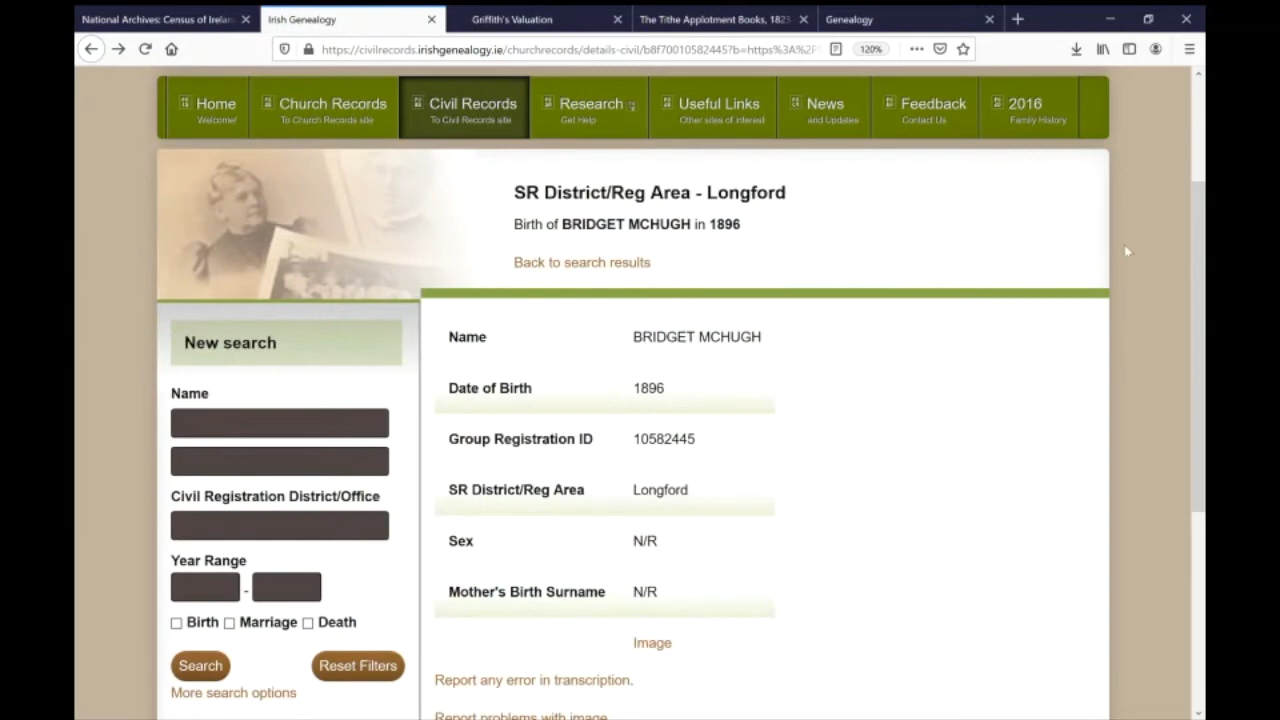 National Archives: Census of Irelan
Irish Genealogy
Griffith's Valuation
The Tithe Applotment Books, 1823
Genealogy
https://civilrecords.irishgenealogy.ie/churchrecords/details-civil/b8f7001058 2445?b=https%3A%2F
120%
Home
Welcome!
Church Records
To Church Records site
Civil Records
To Civil Records site
Research
Get Help
Useful Links
Other sites of interest
News
and Updates
Feedback
Contact Us
2016
Family History
SR District/Reg Area - Longford
Birth of BRIDGET MCHUGH in 1896
Back to search results
New search
Name
Civil Registration District/Office
Year Range
-
Birth Marriage Death
Search
Reset Filters
More search options
Name BRIDGET MCHUGH
Date of Birth 1896
Group Registration ID 10582445
SR District/Reg Area Longford
Sex N/R
Mother's Birth Surname N/R
Image
Report any error in transcription.
Report problems with image